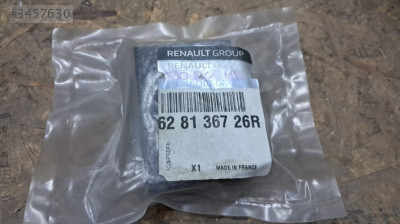 #3457630
RENAULT GROUP
62 81 367 26R
X1
MADE IN FRANCE